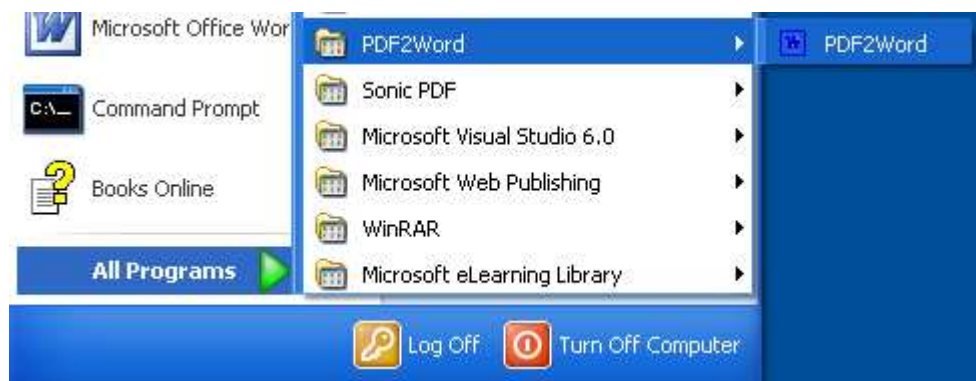 Microsoft Office Wor
C:\_
Command Prompt
Books Online
All Programs
PDF2Word
Sonic PDF
Microsoft Visual Studio 6.0
Microsoft Web Publishing
WinRAR
Microsoft eLearning Library
PDF2Word
Log Off
Turn Off Computer